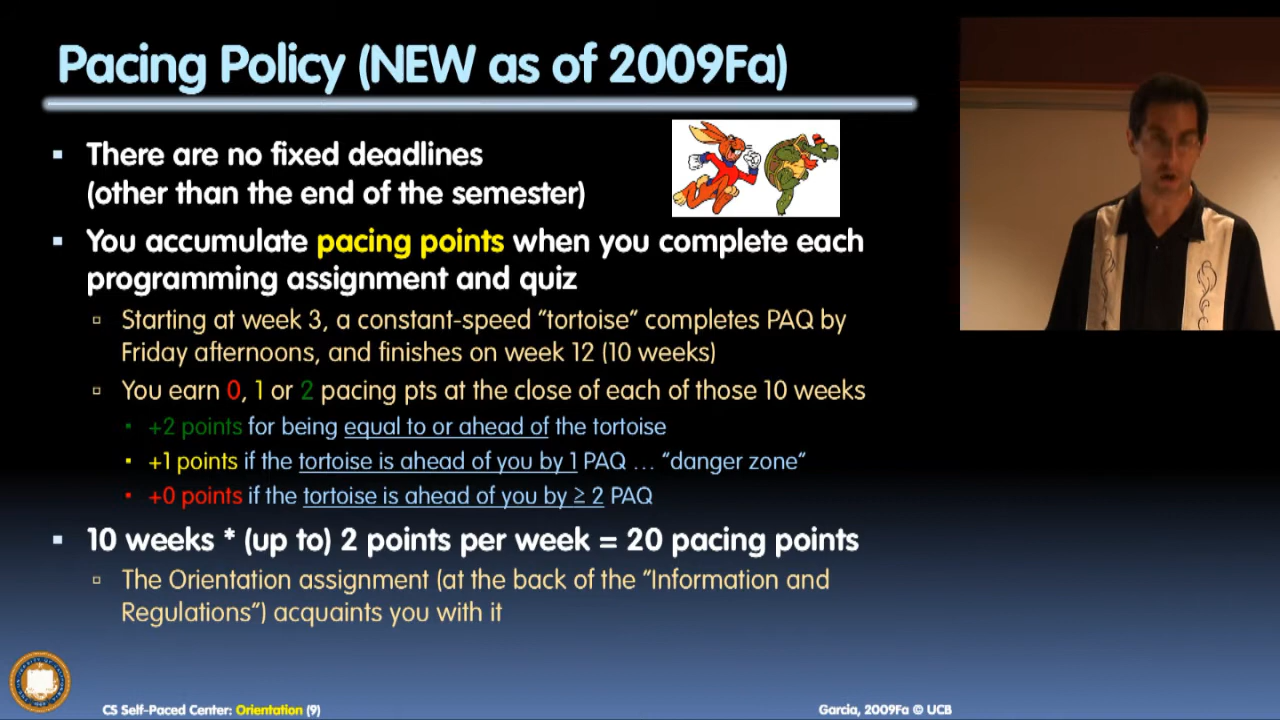 Pacing Policy (NEW as of 2009Fa)
▪ There are no fixed deadlines
(other than the end of the semester)
▪ You accumulate pacing points when you complete each
programming assignment and quiz
▫ Starting at week 3, a constant-speed “tortoise” completes PAQ by
Friday afternoons, and finishes on week 12 (10 weeks)
▫ You earn 0, 1 or 2 pacing pts at the close of each of those 10 weeks
▪ +2 points for being equal to or ahead of the tortoise
▪ +1 points if the tortoise is ahead of you by 1 PAQ … “danger zone”
▪ +0 points if the tortoise is ahead of you by ≥ 2 PAQ
▪ 10 weeks * (up to) 2 points per week = 20 pacing points
▫ The Orientation assignment (at the back of the “Information and
Regulations”) acquaints you with it
CS Self-Paced Center: Orientation (9)
Garcia, 2009Fa © UCB